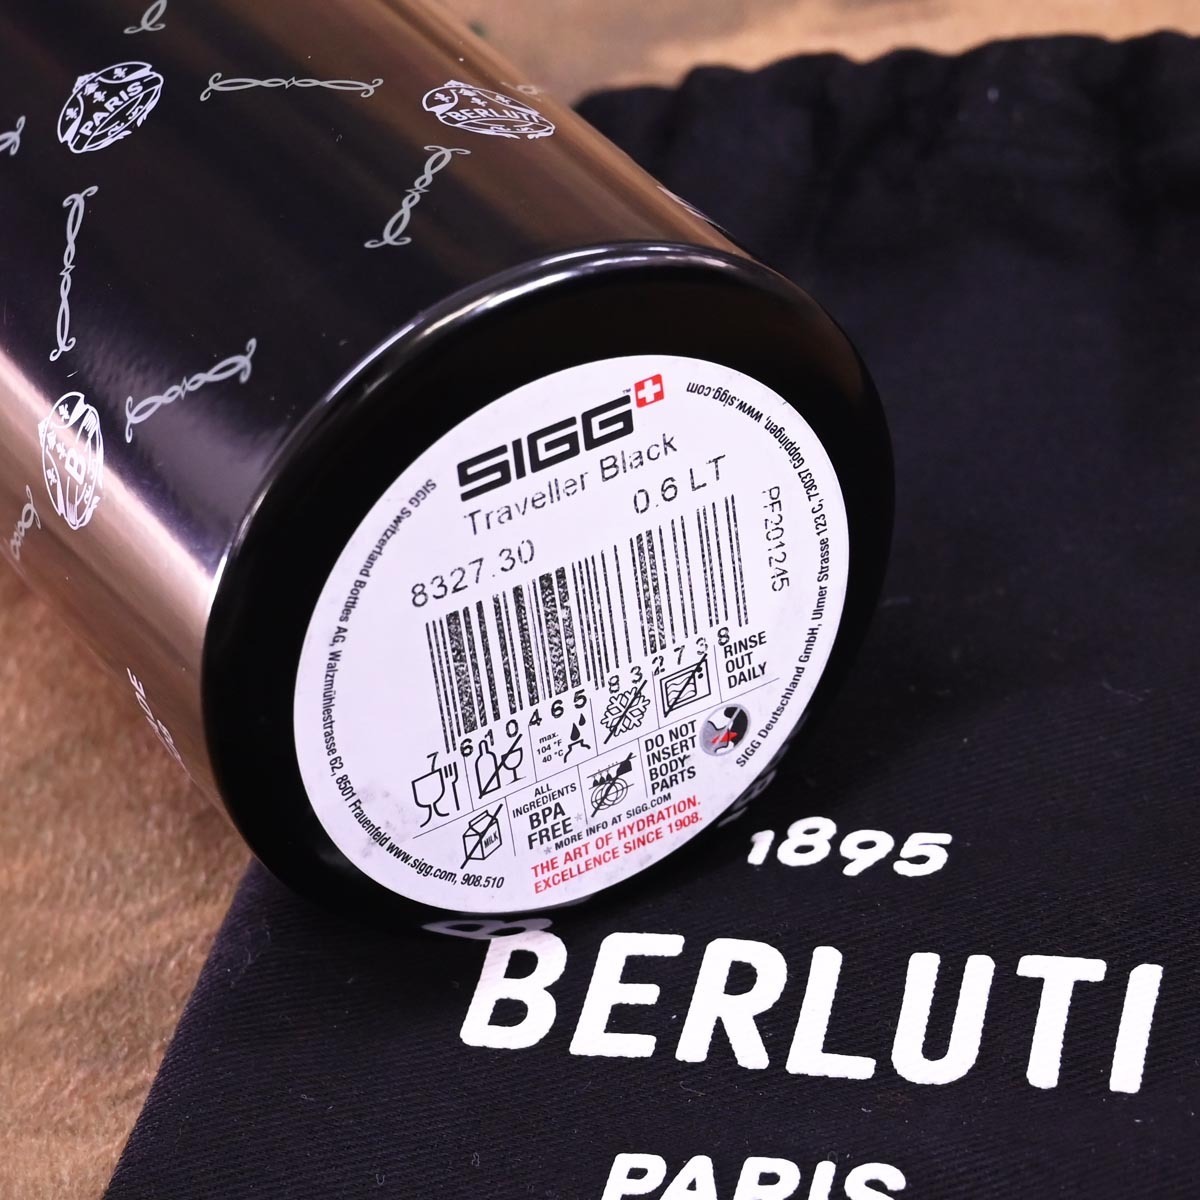 PARIS
BERLUTI
B
SIGG™
Traveller Black
8327.30
0.6 LT
PF201245
7 610465 832738
max.
104 °F
40 °C
RINSE
OUT
DAILY
MILK
ALL
INGREDIENTS
BPA
FREE*
DO NOT
INSERT
BODY
PARTS
*MORE INFO AT SIGG.COM
THE ART OF HYDRATION.
EXCELLENCE SINCE 1908.
SIGG Switzerland Bottles AG, Walzmühlestrasse 62, 8501 Frauenfeld www.sigg.com, 908.510
SIGG Deutschland GmbH, Ulmer Strasse 123 C, 73037 Göppingen, www.sigg.com
1895
BERLUTI
PARIS